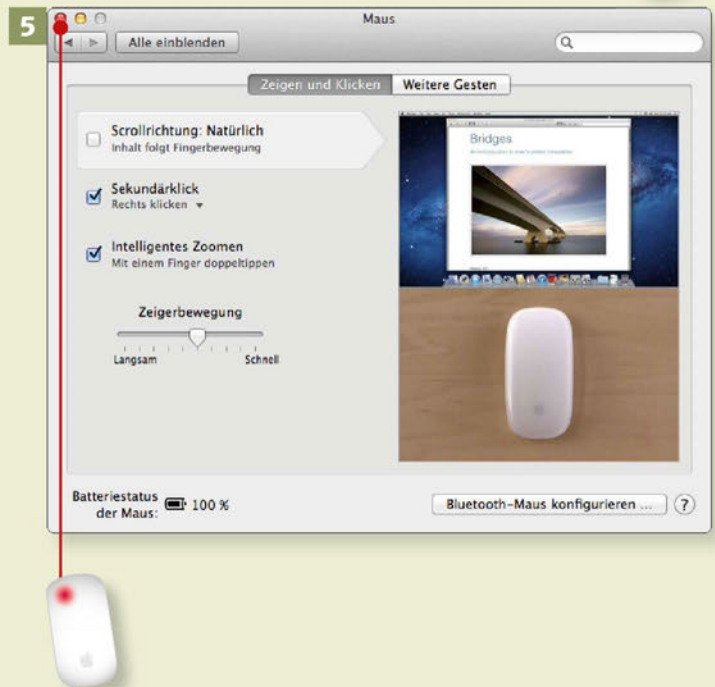 5
Maus
Alle einblenden
Zeigen und Klicken
Weitere Gesten
Scrollrichtung: Natürlich
Inhalt folgt Fingerbewegung
Sekundärklick
Rechts klicken
Intelligentes Zoomen
Mit einem Finger doppeltippen
Zeigerbewegung
Langsam Schnell
Bridges
Batteriestatus
der Maus: 100 %
Bluetooth-Maus konfigurieren ... ?